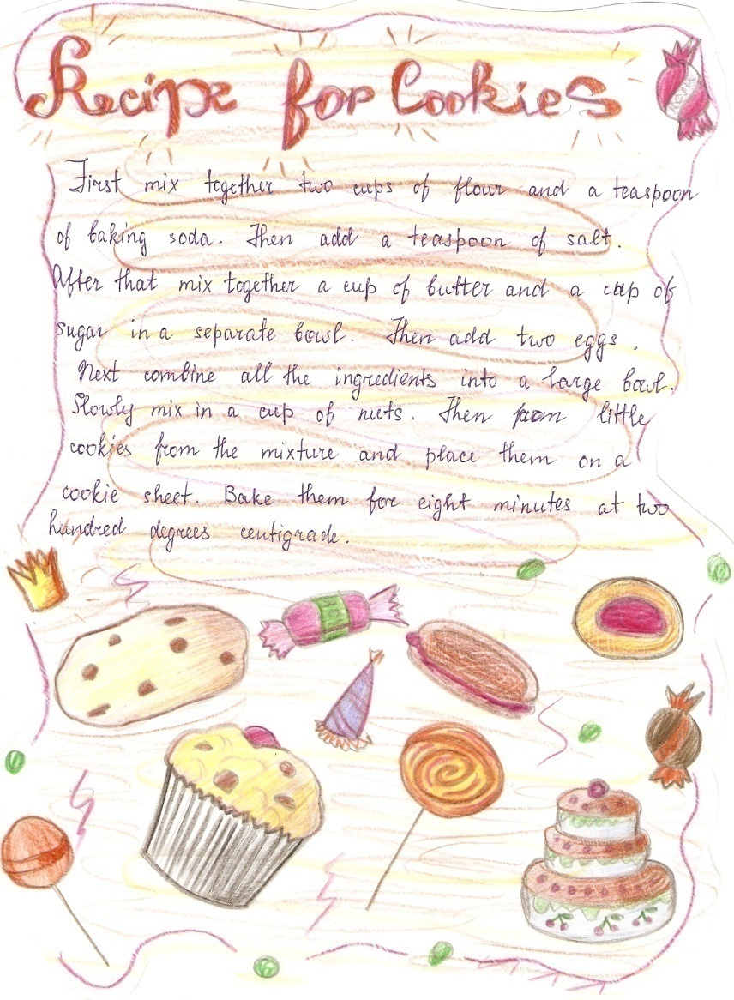 Recipe for Cookies
First mix together two cups of flour and a teaspoon
of baking soda. Then add a teaspoon of salt.
After that mix together a cup of butter and a cup of
sugar in a separate bowl. Then add two eggs.
Next combine all the ingredients into a large bowl.
Slowly mix in a cup of nuts. Then form little
cookies from the mixture and place them on a
cookie sheet. Bake them for eight minutes at two
hundred degrees centigrade.